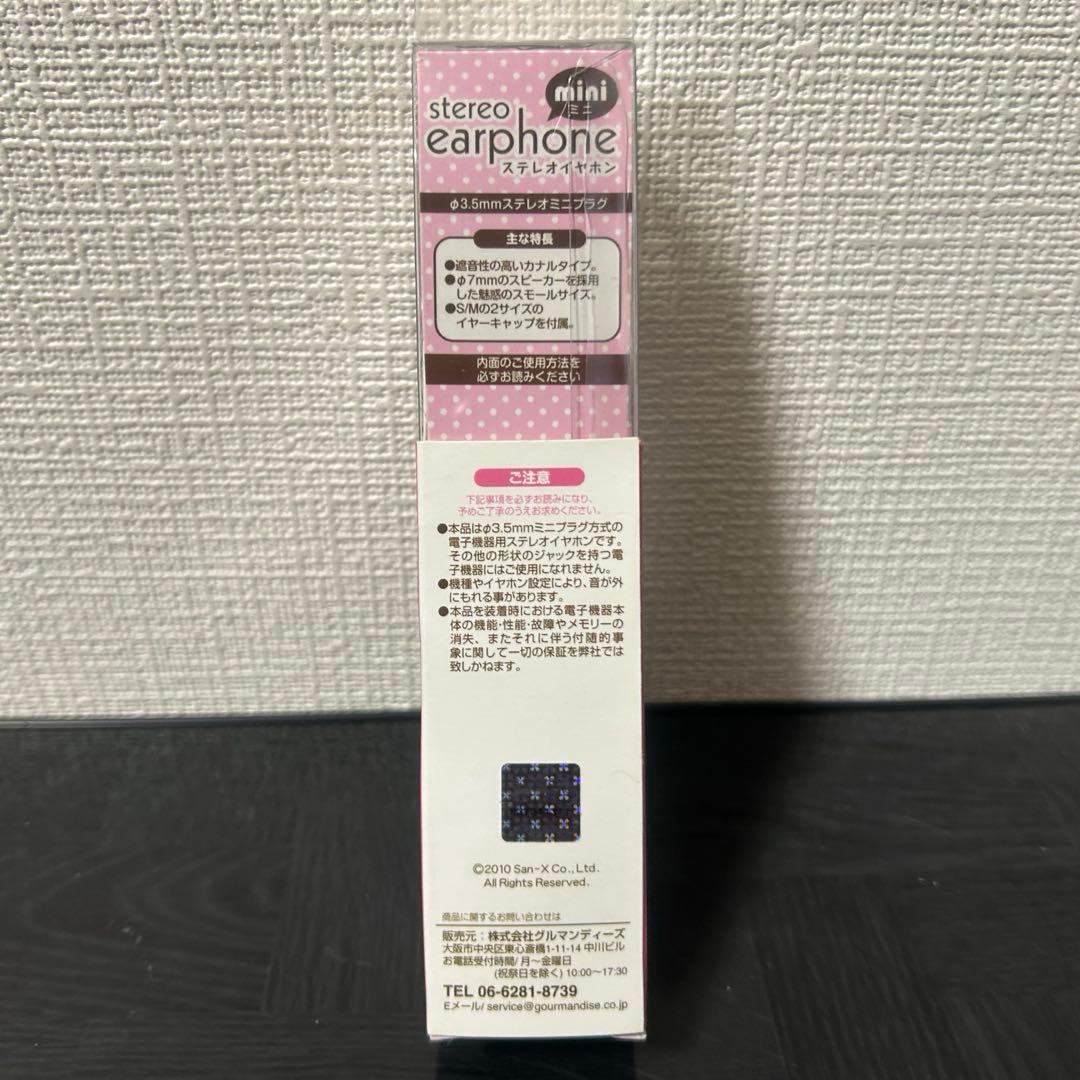 mini
ミニ
stereo
earphone
ステレオイヤホン
φ3.5mmステレオミニプラグ
主な特長
●遮音性の高いカナルタイプ。
●φ7mmのスピーカーを採用
した魅惑のスモールサイズ。
●S/Mの2サイズの
イヤーキャップを付属。
内面のご使用方法を
必ずお読みください
ご注意
下記事項を必ずお読みになり、
予めご了承のうえお求めください。
●本品はφ3.5mmミニプラグ方式の
電子機器用ステレオイヤホンです。
その他の形状のジャックを持つ電
子機器にはご使用になれません。
●機種やイヤホン設定により、音が外
にもれる事があります。
●本品を装着時における電子機器本
体の機能・性能・故障やメモリーの
消失、またそれに伴う付随的事
象に関して一切の保証を弊社では
致しかねます。
©2010 San-X Co., Ltd.
All Rights Reserved.
商品に関するお問い合わせは
販売元：株式会社グルマンディーズ
大阪市中央区東心斎橋1-11-14 中川ビル
お電話受付時間/ 月～金曜日
(祝祭日を除く) 10:00～17:30
TEL 06-6281-8739
Eメール/ service@gourmandise.co.jp